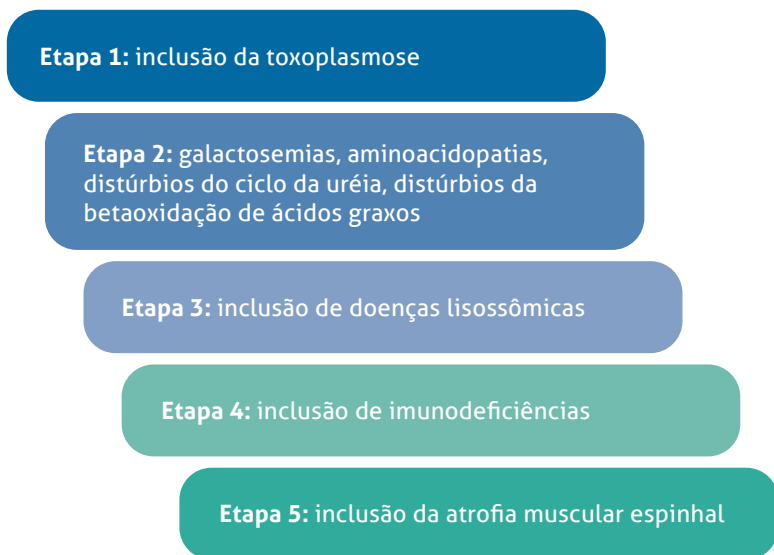 Etapa 1: inclusão da toxoplasmose
Etapa 2: galactosemias, aminoacidopatias,
distúrbios do ciclo da uréia, distúrbios da
betaoxidação de ácidos graxos
Etapa 3: inclusão de doenças lisossômicas
Etapa 4: inclusão de imunodeficiências
Etapa 5: inclusão da atrofia muscular espinhal